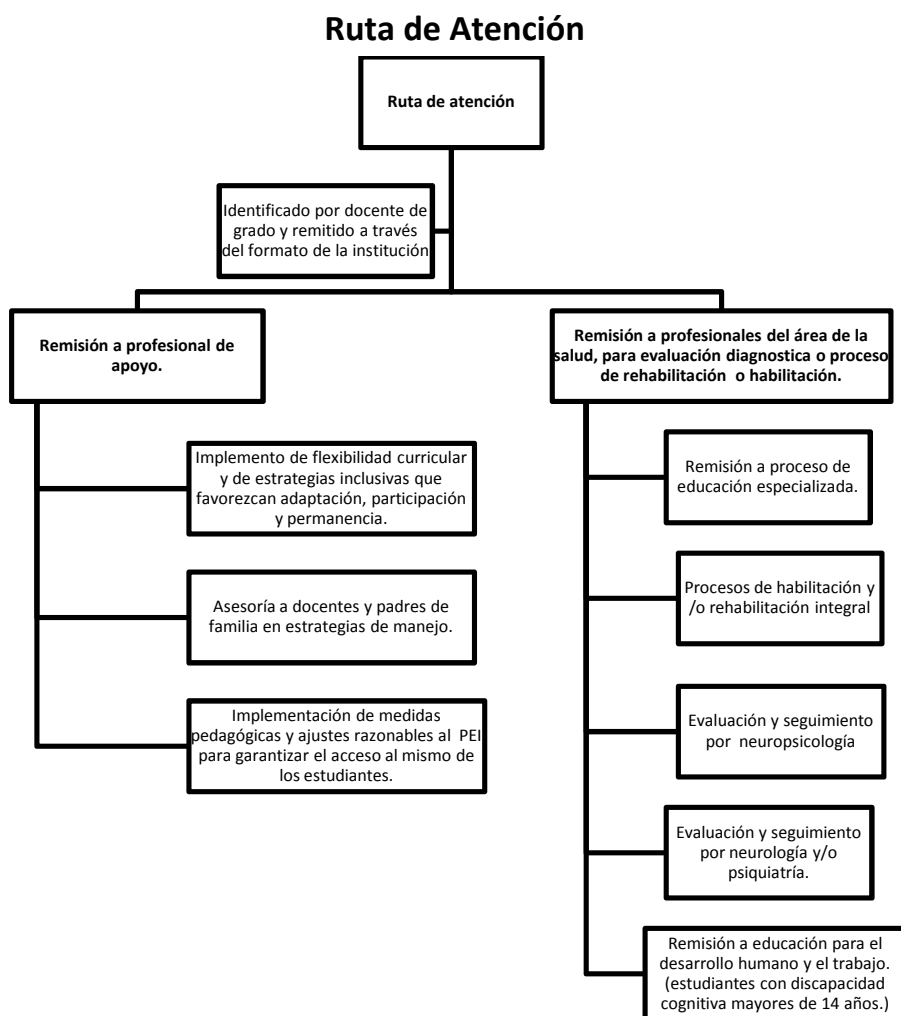 Ruta de Atención
Ruta de atención
Identificado por docente de
grado y remitido a través
del formato de la institución
Remisión a profesional de
apoyo.
Implemento de flexibilidad curricular
y de estrategias inclusivas que
favorezcan adaptación, participación
y permanencia.
Asesoría a docentes y padres de
familia en estrategias de manejo.
Implementación de medidas
pedagógicas y ajustes razonables al  PEI
para garantizar el acceso al mismo de
los estudiantes.
Remisión a profesionales del área de la
salud, para evaluación diagnostica o proceso
de rehabilitación  o habilitación.
Remisión a proceso de
educación especializada.
Procesos de habilitación y
/o rehabilitación integral
Evaluación y seguimiento
por  neuropsicología
Evaluación y seguimiento
por neurología y/o
psiquiatría.
Remisión a educación para el
desarrollo humano y el trabajo.
(estudiantes con discapacidad
cognitiva mayores de 14 años.)